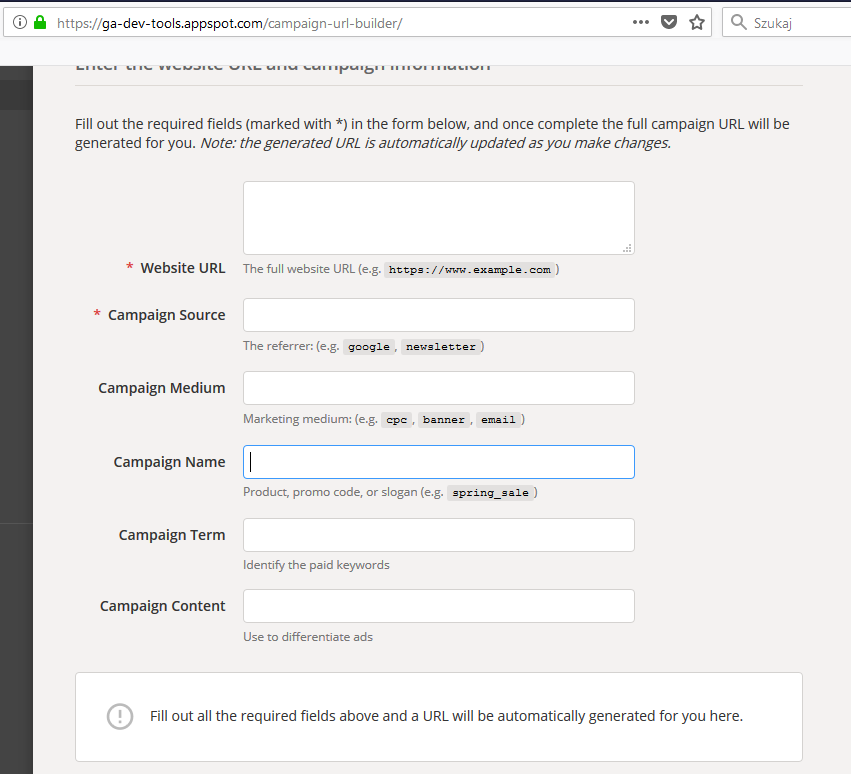 https://ga-dev-tools.appspot.com/campaign-url-builder/
Szukaj
Enter the website URL and campaign information
Fill out the required fields (marked with *) in the form below, and once complete the full campaign URL will be
generated for you. Note: the generated URL is automatically updated as you make changes.
* Website URL
The full website URL (e.g. https://www.example.com )
* Campaign Source
The referrer: (e.g. google , newsletter )
Campaign Medium
Marketing medium: (e.g. cpc , banner , email )
Campaign Name
Product, promo code, or slogan (e.g. spring_sale )
Campaign Term
Identify the paid keywords
Campaign Content
Use to differentiate ads
Fill out all the required fields above and a URL will be automatically generated for you here.